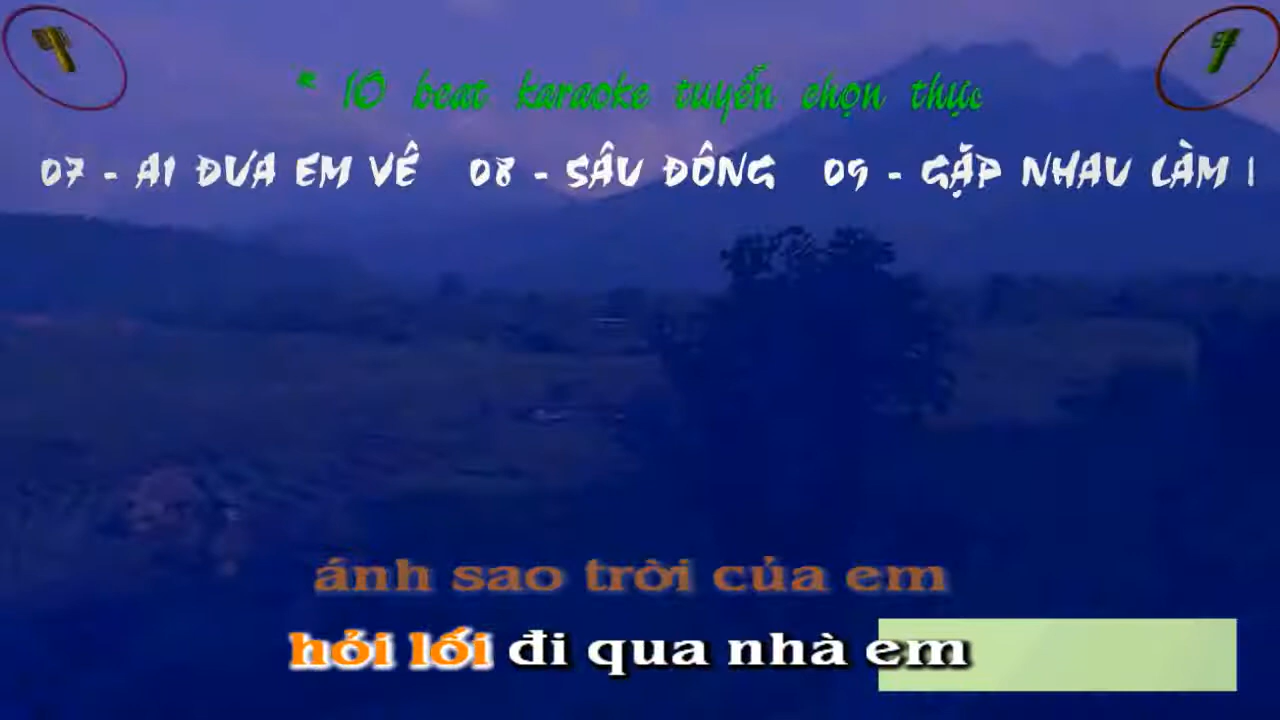 * 10 beat karaoke tuyển chọn thực
07 - AI ĐƯA EM VỀ 08 - SẦU ĐÔNG 09 - GẶP NHAU LÀM
ánh sao trời của em
hỏi lối đi qua nhà em